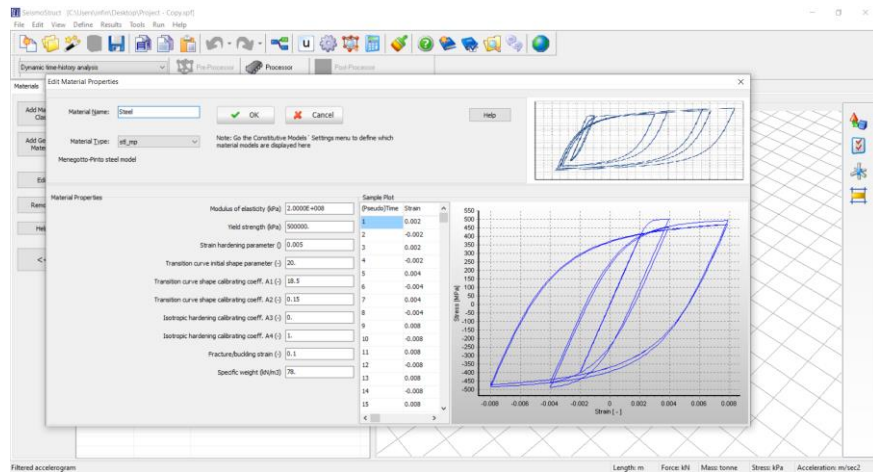 SeismoStruct [C:\Users\othr\Desktop\Project - Copy.spf]
File Edit View Define Results Tools Run Help
Dynamic time-history analysis
Pre-Processor
Processor
Post-Processor
Materials
Edit Material Properties
Material Name: Steel
OK
Cancel
Help
Material Type: stl_mp
Note: Go the Constitutive Models` Settings menu to define which
material models are displayed here
Menegotto-Pinto steel model
Material Properties
Modulus of elasticity (kPa) 2.0000E+008
Yield strength (kPa) 500000.
Strain hardening parameter (-) 0.005
Transition curve initial shape parameter (-) 20.
Transition curve shape calibrating coeff. A1 (-) 18.5
Transition curve shape calibrating coeff. A2 (-) 0.15
Isotropic hardening calibrating coeff. A3 (-) 0.
Isotropic hardening calibrating coeff. A4 (-) 1.
Fracture/buckling strain (-) 0.1
Specific weight (kN/m3) 78.
Sample Plot
(Pseudo)Time Strain
1 0.002
2 -0.002
3 0.002
4 -0.002
5 0.004
6 -0.004
7 0.004
8 -0.004
9 0.008
10 -0.008
11 0.008
12 -0.008
13 0.008
14 -0.008
15 0.008
Stress [MPa]
550
500
450
400
350
300
250
200
150
100
50
0
-50
-100
-150
-200
-250
-300
-350
-400
-450
-500
-0.008 -0.006 -0.004 -0.002 0 0.002 0.004 0.006 0.008
Strain [ - ]
Filtered accelerogram
Length: m Force: kN Mass: tonne Stress: kPa Acceleration: m/sec2